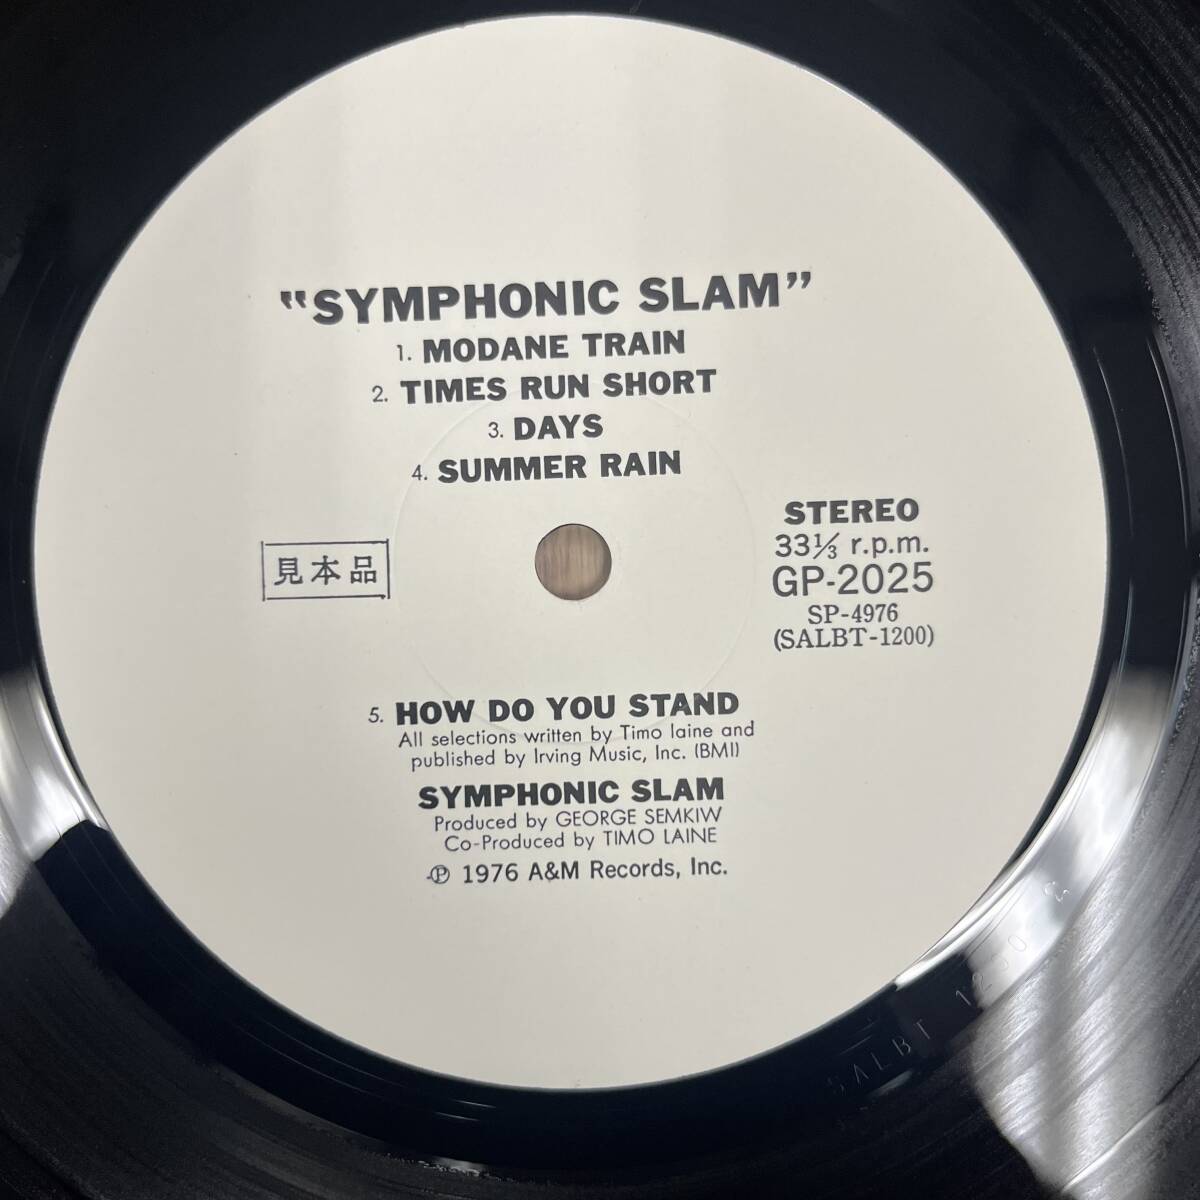 "SYMPHONIC SLAM"
1. MODANE TRAIN
2. TIMES RUN SHORT
3. DAYS
4. SUMMER RAIN
見本品
STEREO
33⅓ r.p.m.
GP-2025
SP-4976
(SALBT-1200)
5. HOW DO YOU STAND
All selections written by Timo laine and
published by Irving Music, Inc. (BMI)
SYMPHONIC SLAM
Produced by GEORGE SEMKIW
Co-Produced by TIMO LAINE
℗ 1976 A&M Records, Inc.
SALBT